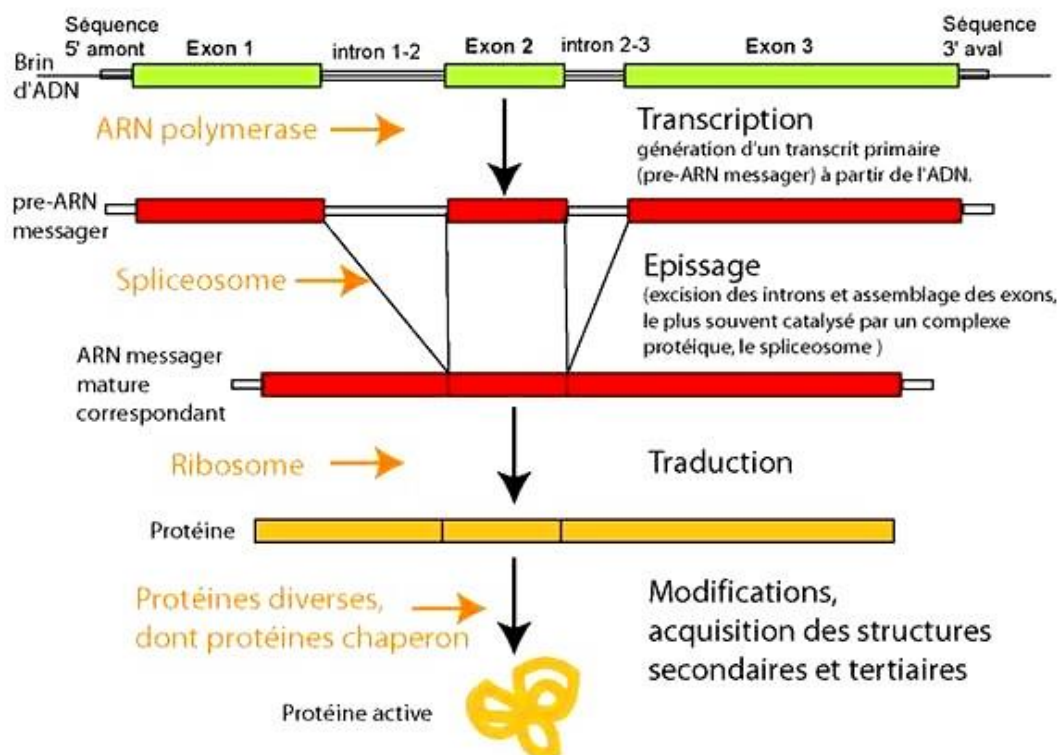 Séquence
5' amont
Exon 1
intron 1-2
Exon 2
intron 2-3
Exon 3
Séquence
3' aval
Brin
d'ADN
ARN polymerase
Transcription
génération d'un transcrit primaire
(pre-ARN messager) à partir de l'ADN.
pre-ARN
messager
Spliceosome
Epissage
(excision des introns et assemblage des exons,
le plus souvent catalysé par un complexe
protéique, le spliceosome )
ARN messager
mature
correspondant
Ribosome
Traduction
Protéine
Protéines diverses,
dont protéines chaperon
Modifications,
acquisition des structures
secondaires et tertiaires
Protéine active